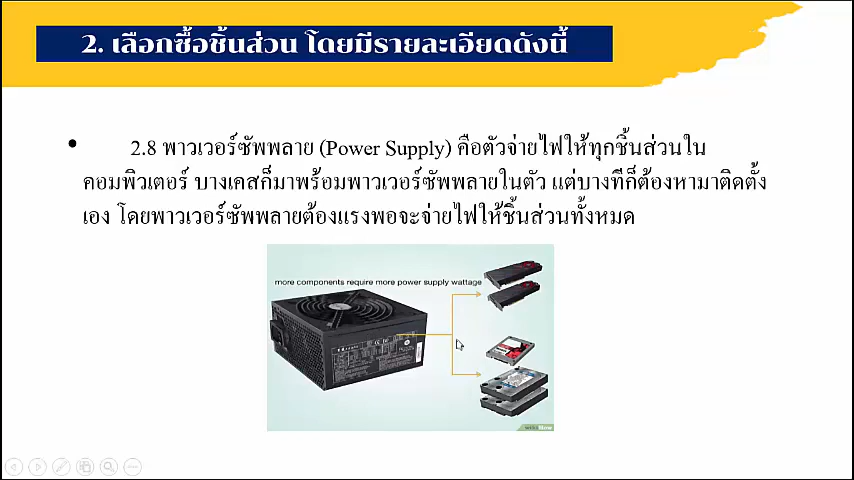 2. เลือกซื้อชิ้นส่วน โดยมีรายละเอียดดังนี้
• 2.8 พาวเวอร์ซัพพลาย (Power Supply) คือตัวจ่ายไฟให้ทุกชิ้นส่วนใน
คอมพิวเตอร์ บางเคสก็มาพร้อมพาวเวอร์ซัพพลายในตัว แต่บางทีก็ต้องหามาติดตั้ง
เอง โดยพาวเวอร์ซัพพลายต้องแรงพอจะจ่ายไฟให้ชิ้นส่วนทั้งหมด
more components require more power supply wattage
wikiHow